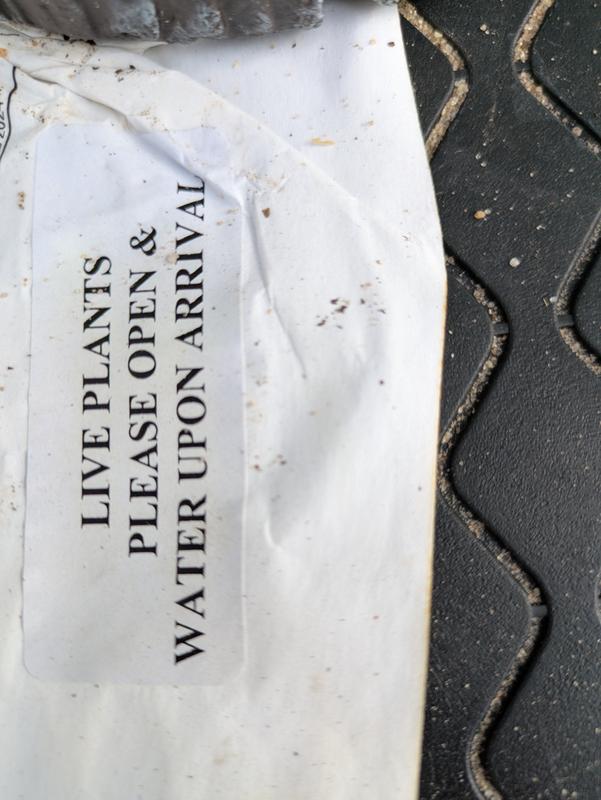 LIVE PLANTS
PLEASE OPEN &
WATER UPON ARRIVAL